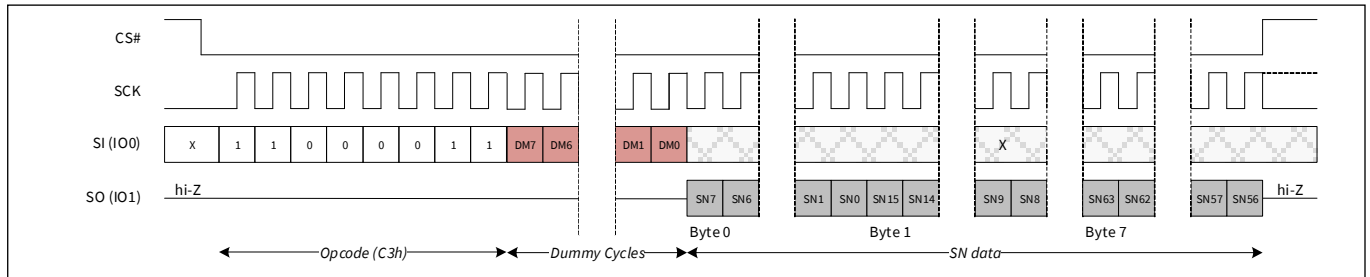 CS#
SCK
SI (IO0) X 1 1 0 0 0 0 1 1 DM7 DM6 DM1 DM0 X
hi-Z hi-Z
SO (IO1) SN7 SN6 SN1 SN0 SN15 SN14 SN9 SN8 SN63 SN62 SN57 SN56
Byte 0 Byte 1 Byte 7
Opcode (C3h) Dummy Cycles SN data